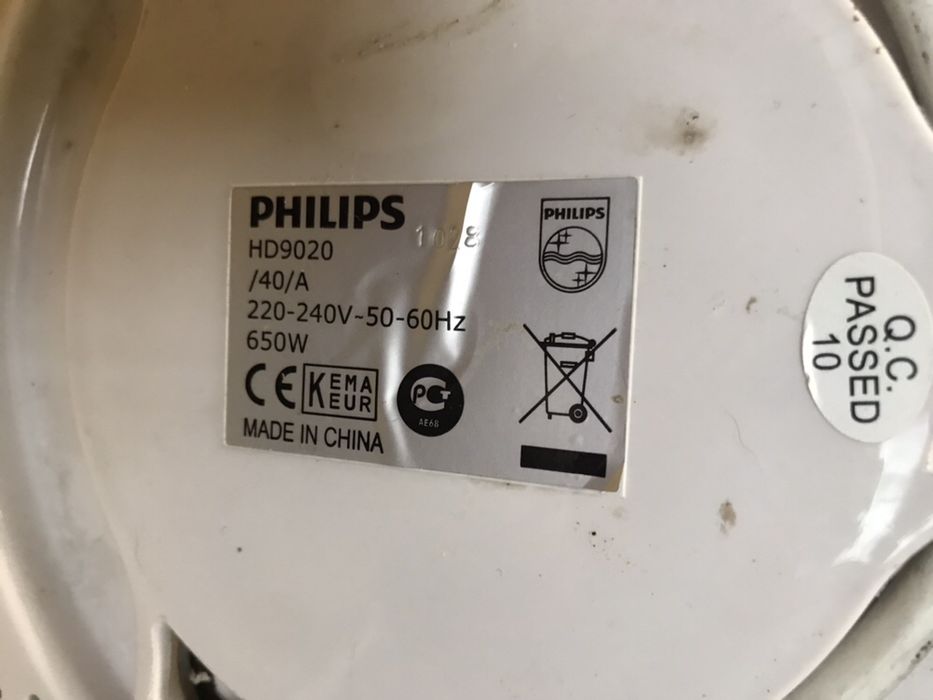 PHILIPS
1028
HD9020
/40/A
220-240V~50-60Hz
650W
CE KEMA EUR
PCT
AE68
MADE IN CHINA
PHILIPS
Q.C.
PASSED
10